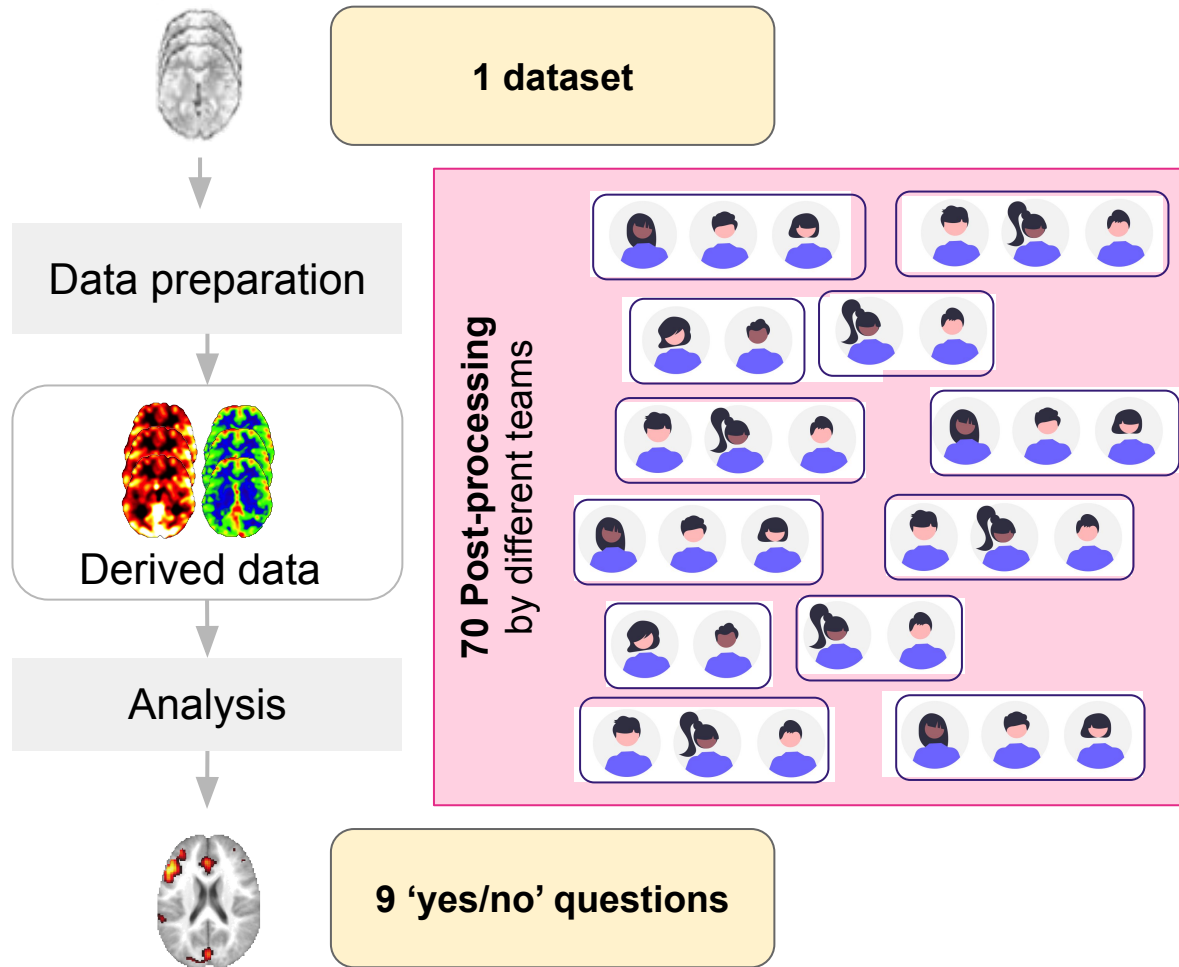 1 dataset
Data preparation
Derived data
Analysis
70 Post-processing
by different teams
9 ‘yes/no’ questions